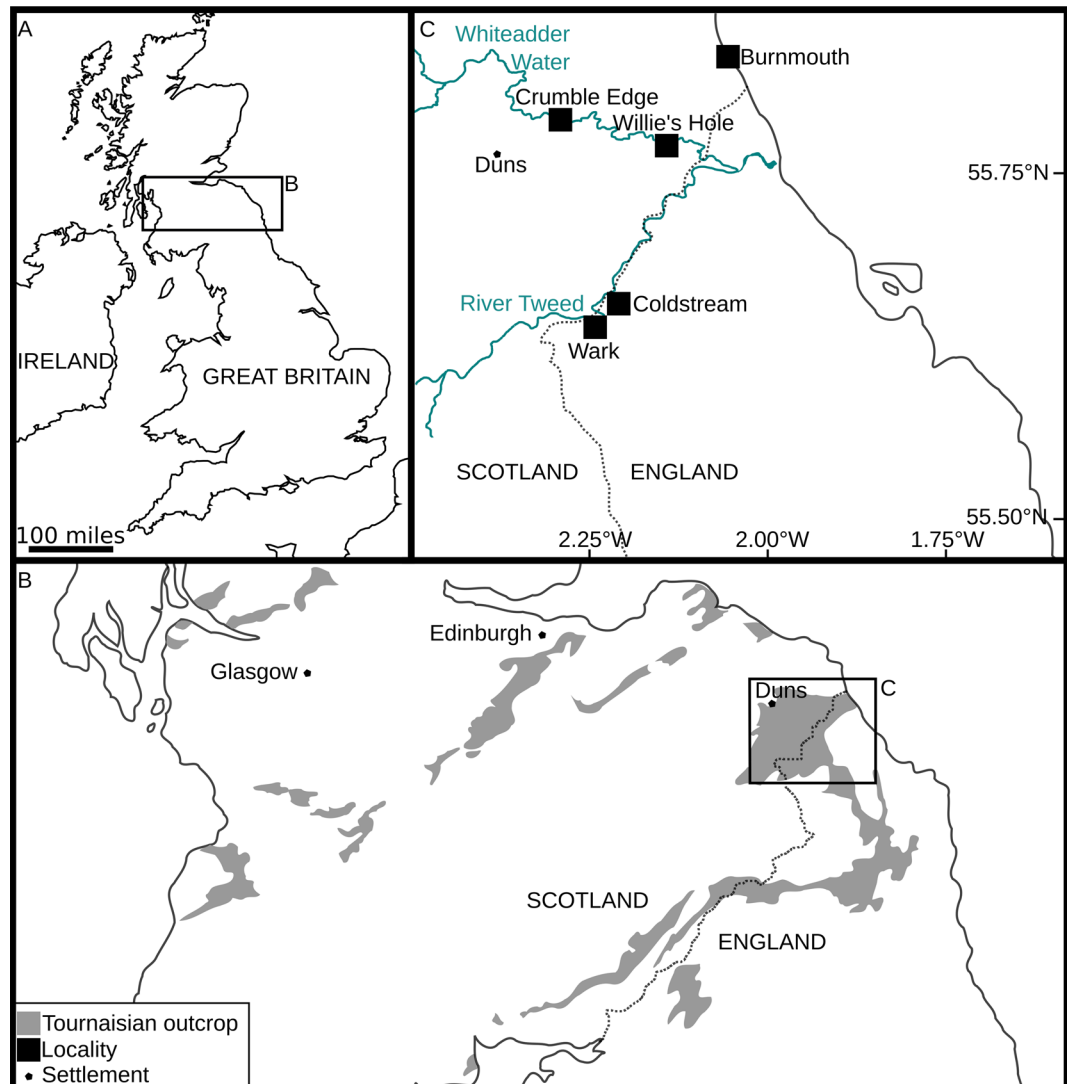 A
B
IRELAND
GREAT BRITAIN
100 miles
C
Whiteadder
Water
Burnmouth
Crumble Edge
Willie's Hole
Duns
55.75°N
River Tweed
Coldstream
Wark
SCOTLAND
ENGLAND
55.50°N
2.25°W
2.00°W
1.75°W
B
Edinburgh
Glasgow
Duns
C
SCOTLAND
ENGLAND
Tournaisian outcrop
Locality
Settlement